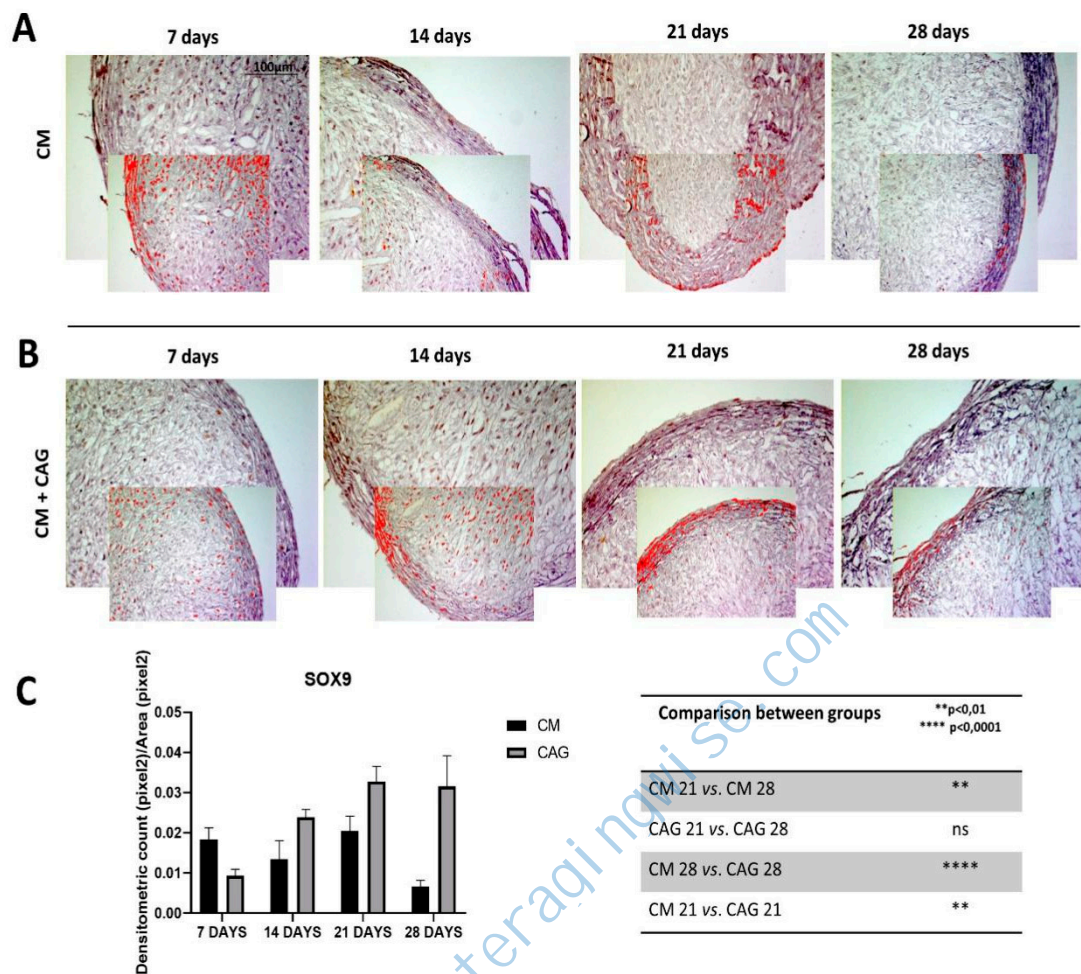 A
7 days
14 days
21 days
28 days
100µm
CM
B
7 days
14 days
21 days
28 days
CM + CAG
C
SOX9
Densitometric count (pixel2)/Area (pixel2)
0.05
0.04
0.03
0.02
0.01
0.00
7 DAYS
14 DAYS
21 DAYS
28 DAYS
CM
CAG
Comparison between groups
**p<0,01
**** p<0,0001
CM 21 vs. CM 28 **
CAG 21 vs. CAG 28 ns
CM 28 vs. CAG 28 ****
CM 21 vs. CAG 21 **
teraqinqwise.com